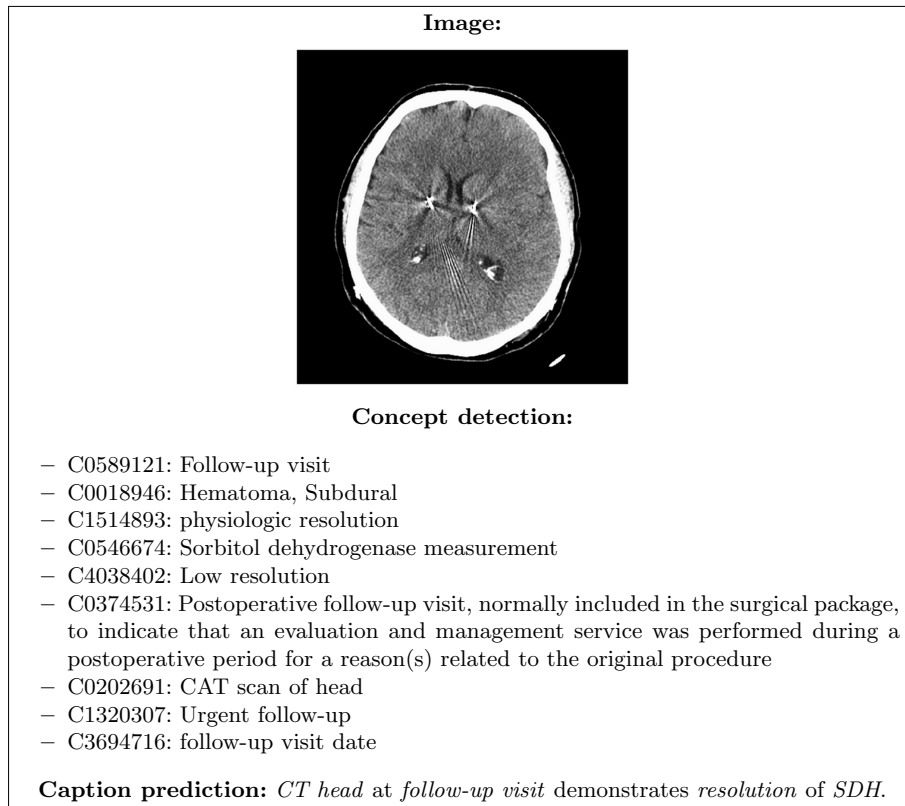 Image:
Concept detection:
– C0589121: Follow-up visit
– C0018946: Hematoma, Subdural
– C1514893: physiologic resolution
– C0546674: Sorbitol dehydrogenase measurement
– C4038402: Low resolution
– C0374531: Postoperative follow-up visit, normally included in the surgical package,
to indicate that an evaluation and management service was performed during a
postoperative period for a reason(s) related to the original procedure
– C0202691: CAT scan of head
– C1320307: Urgent follow-up
– C3694716: follow-up visit date
Caption prediction: CT head at follow-up visit demonstrates resolution of SDH.